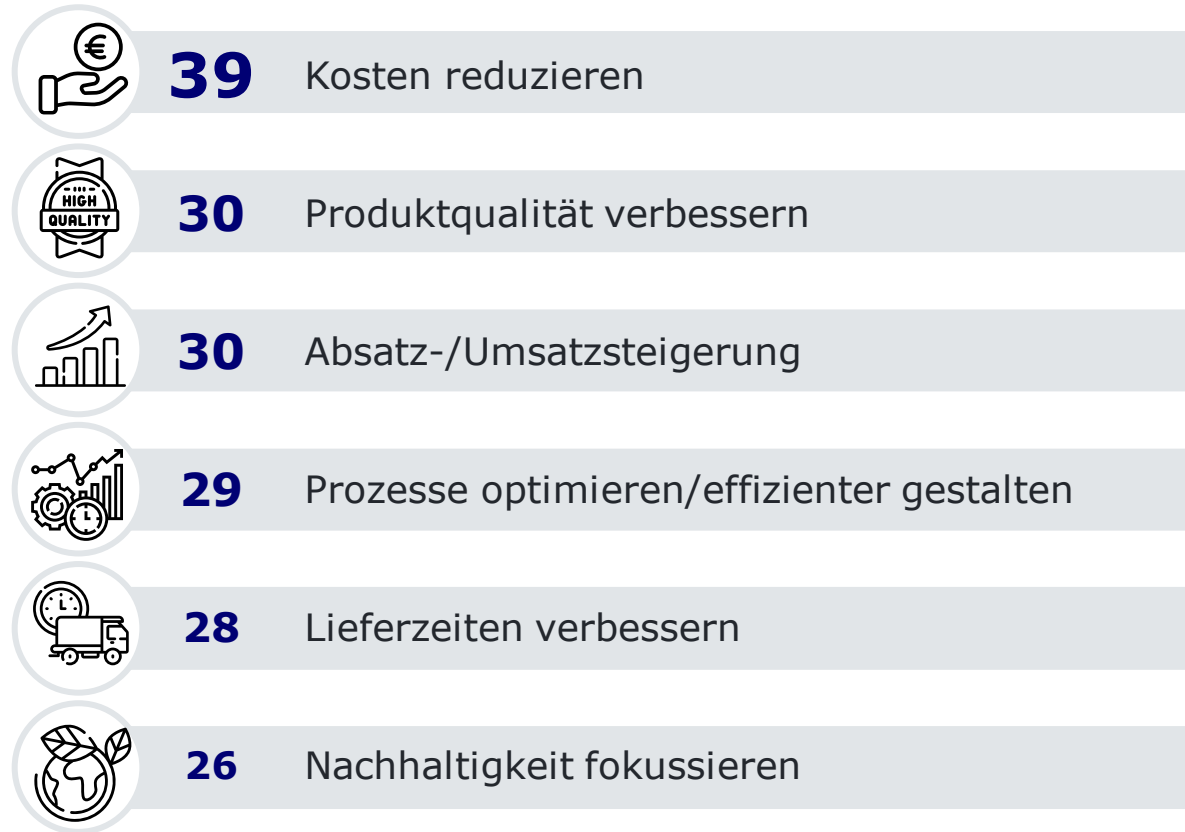 €
39 Kosten reduzieren
HIGH
QUALITY
30 Produktqualität verbessern
30 Absatz-/Umsatzsteigerung
29 Prozesse optimieren/effizienter gestalten
28 Lieferzeiten verbessern
26 Nachhaltigkeit fokussieren